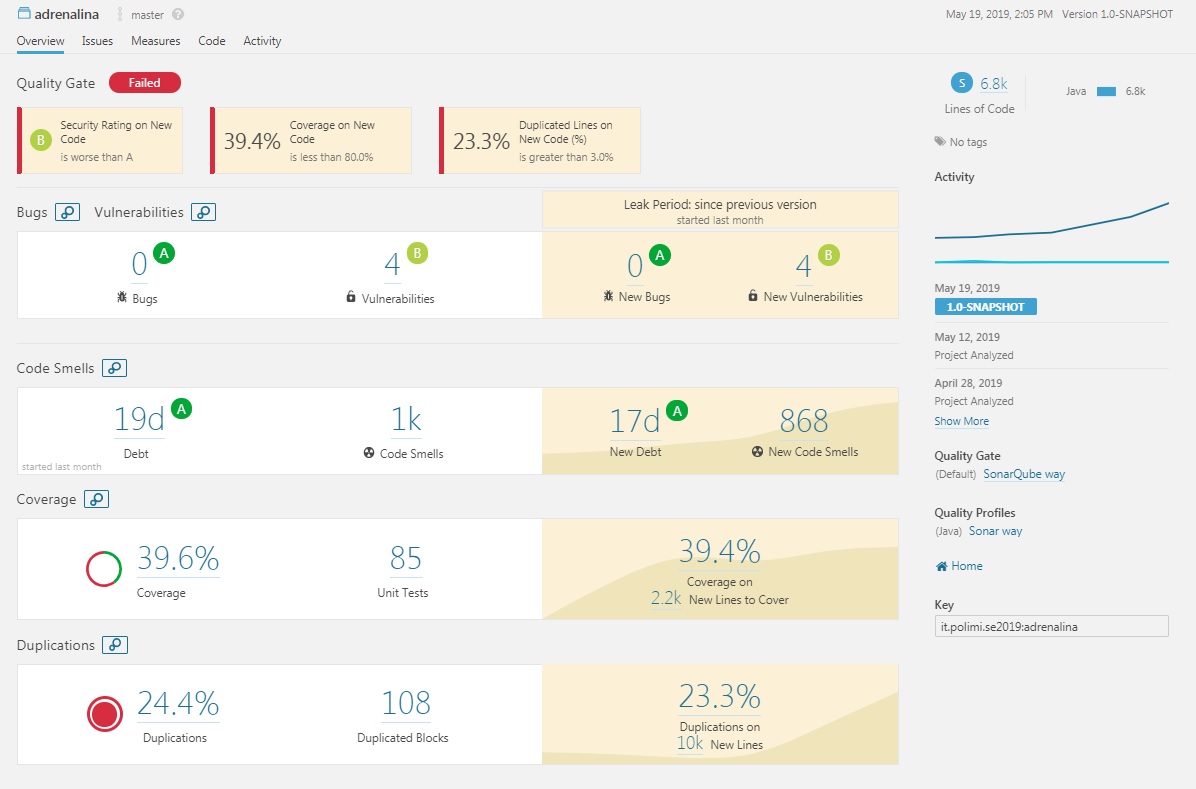 adrenalina master ?
May 19, 2019, 2:05 PM Version 1.0-SNAPSHOT
Overview Issues Measures Code Activity
Quality Gate Failed
B
Security Rating on New
Code
is worse than A
39.4%
Coverage on New
Code
is less than 80.0%
23.3%
Duplicated Lines on
New Code (%)
is greater than 3.0%
Bugs Vulnerabilities
Leak Period: since previous version
started last month
0 A
Bugs
4 B
Vulnerabilities
0 A
New Bugs
4 B
New Vulnerabilities
Code Smells
19d A
Debt
started last month
1k
Code Smells
17d A
New Debt
868
New Code Smells
Coverage
39.6%
Coverage
85
Unit Tests
39.4%
Coverage on
2.2k New Lines to Cover
Duplications
24.4%
Duplications
108
Duplicated Blocks
23.3%
Duplications on
10k New Lines
S 6.8k
Lines of Code
Java 6.8k
No tags
Activity
May 19, 2019
1.0-SNAPSHOT
May 12, 2019
Project Analyzed
April 28, 2019
Project Analyzed
Show More
Quality Gate
(Default) SonarQube way
Quality Profiles
(Java) Sonar way
Home
Key
it.polimi.se2019:adrenalina